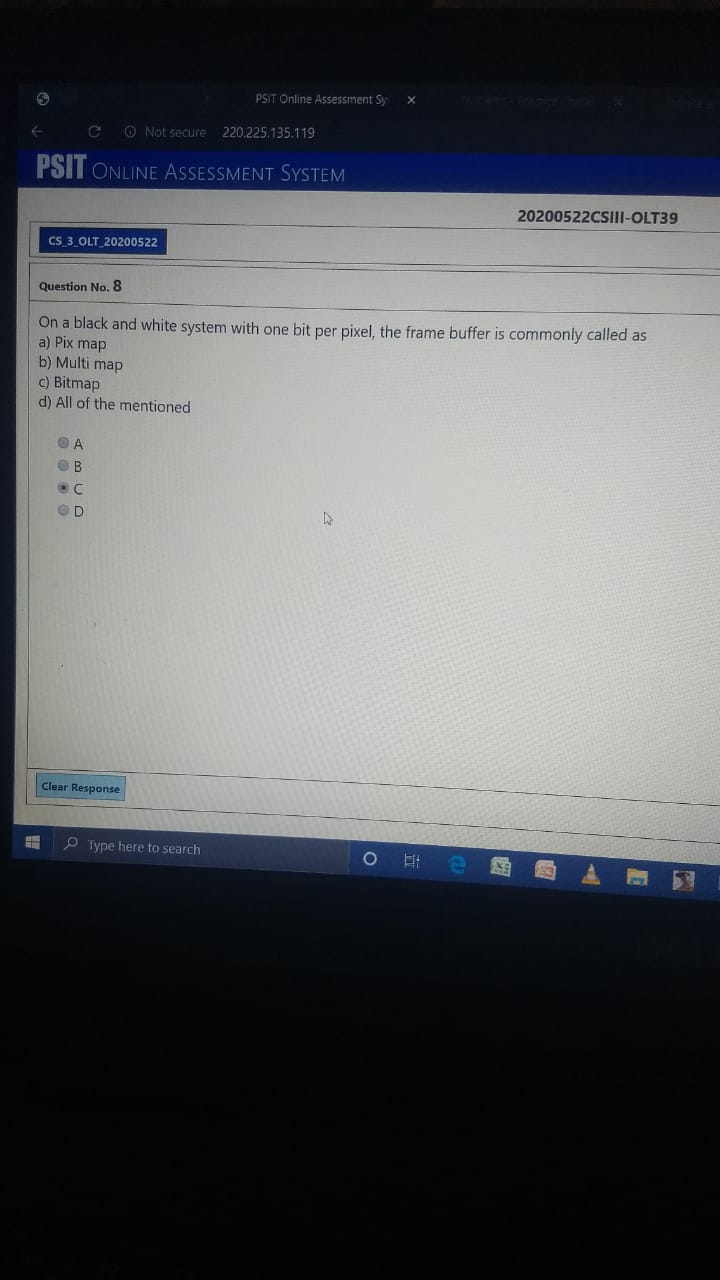 PSIT Online Assessment Sy
Not secure 220.225.135.119
PSIT ONLINE ASSESSMENT SYSTEM
20200522CSIII-OLT39
CS_3_OLT_20200522
Question No. 8
On a black and white system with one bit per pixel, the frame buffer is commonly called as
a) Pix map
b) Multi map
c) Bitmap
d) All of the mentioned
A
B
C
D
Clear Response
Type here to search